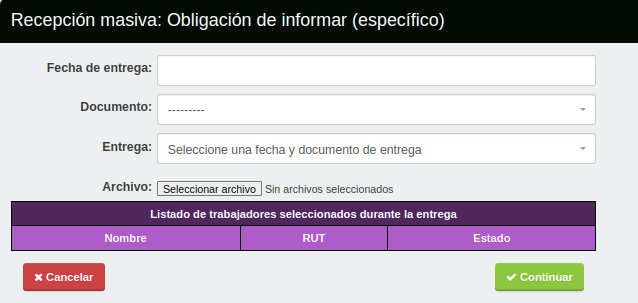 Recepción masiva: Obligación de informar (específico)
Fecha de entrega:
Documento: ---------
Entrega: Seleccione una fecha y documento de entrega
Archivo: Seleccionar archivo Sin archivos seleccionados
Listado de trabajadores seleccionados durante la entrega
Nombre RUT Estado
Cancelar Continuar